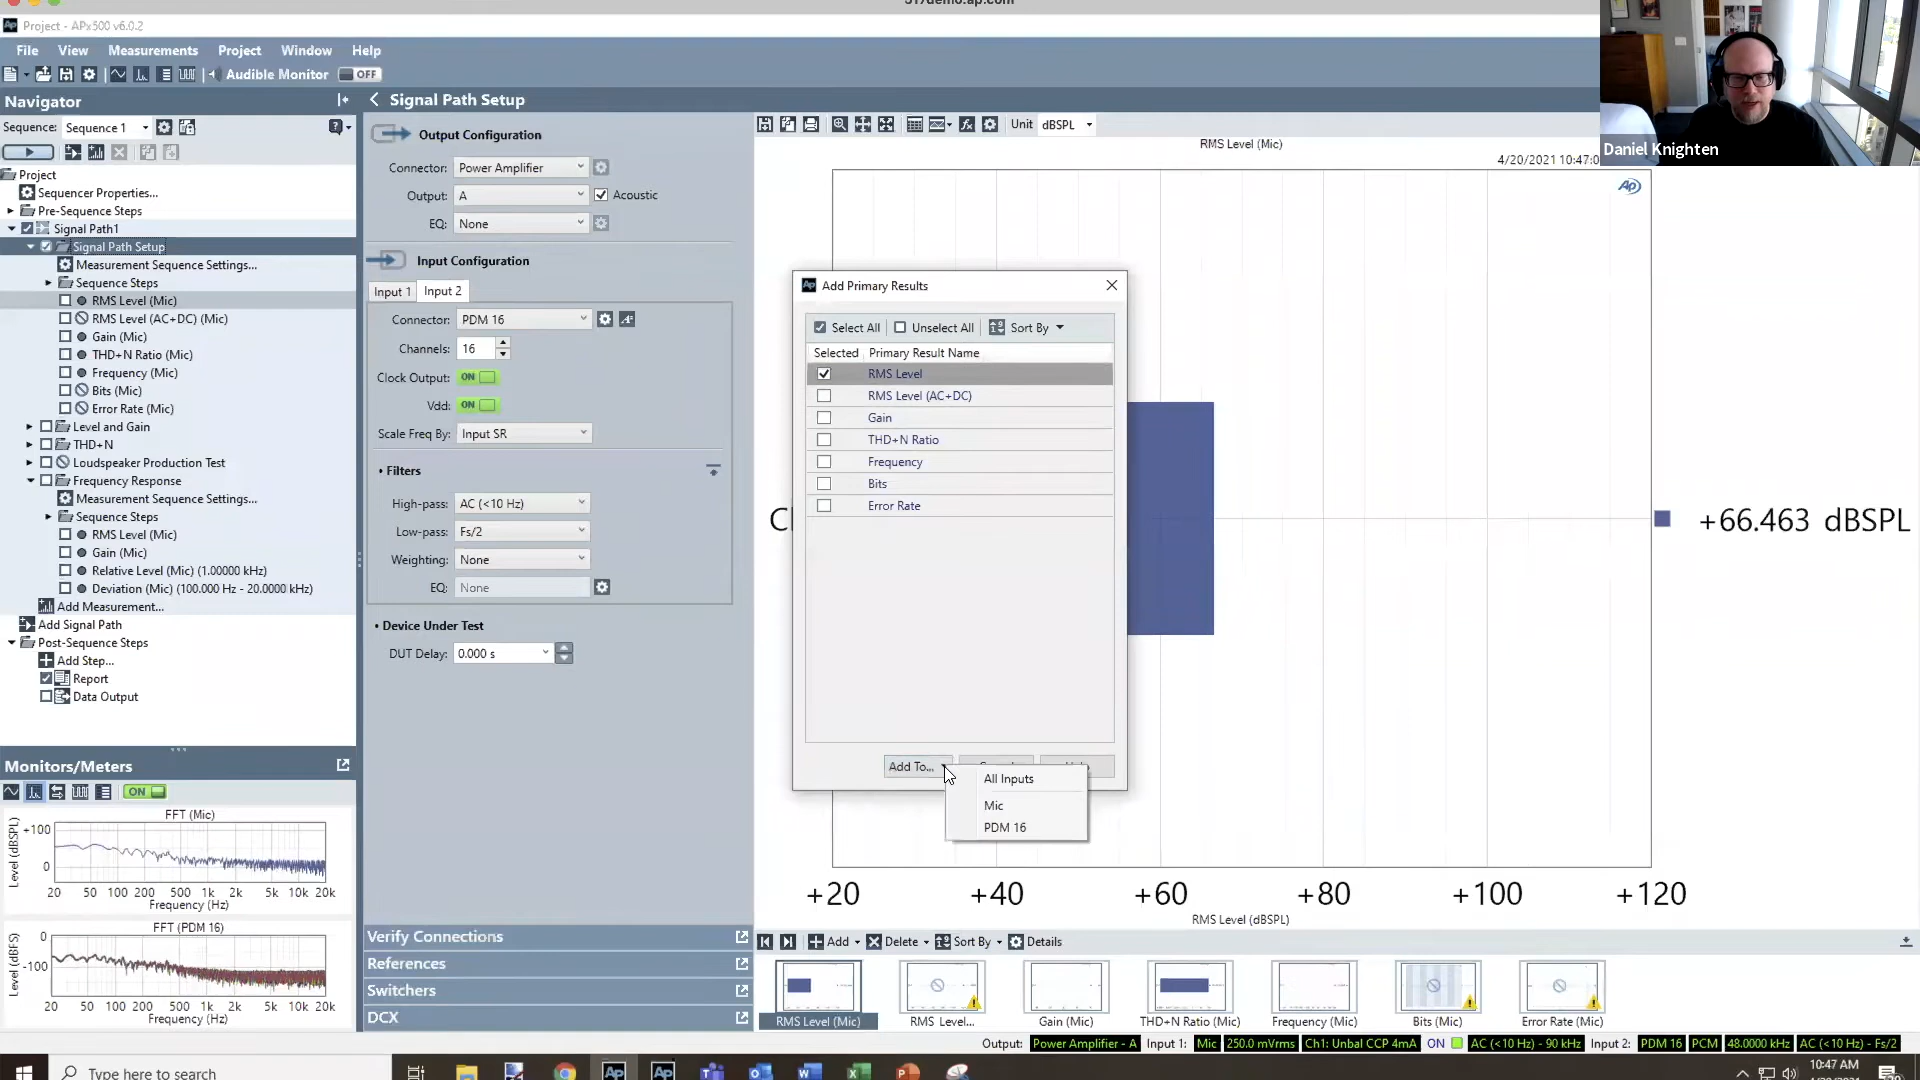 517demo.ap.com
Project - APx500 v6.0.2
File View Measurements Project Window Help
Audible Monitor OFF
Navigator
Sequence: Sequence 1
Project
Sequencer Properties...
Pre-Sequence Steps
Signal Path1
Signal Path Setup
Measurement Sequence Settings...
Sequence Steps
RMS Level (Mic)
RMS Level (AC+DC) (Mic)
Gain (Mic)
THD+N Ratio (Mic)
Frequency (Mic)
Bits (Mic)
Error Rate (Mic)
Level and Gain
THD+N
Loudspeaker Production Test
Frequency Response
Measurement Sequence Settings...
Sequence Steps
RMS Level (Mic)
Gain (Mic)
Relative Level (Mic) (1.00000 kHz)
Deviation (Mic) (100.000 Hz - 20.0000 kHz)
Add Measurement...
Add Signal Path
Post-Sequence Steps
Add Step...
Report
Data Output
Monitors/Meters
ON
FFT (Mic)
Level (dBSPL)
+100
0
20 50 100 200 500 1k 2k 5k 10k 20k
Frequency (Hz)
FFT (PDM 16)
Level (dBFS)
0
-100
20 50 100 200 500 1k 2k 5k 10k 20k
Frequency (Hz)
Signal Path Setup
Output Configuration
Connector: Power Amplifier
Output: A Acoustic
EQ: None
Input Configuration
Input 1 Input 2
Connector: PDM 16
Channels: 16
Clock Output: ON
Vdd: ON
Scale Freq By: Input SR
Filters
High-pass: AC (<10 Hz)
Low-pass: Fs/2
Weighting: None
EQ: None
Device Under Test
DUT Delay: 0.000 s
Verify Connections
References
Switchers
DCX
Unit dBSPL
RMS Level (Mic)
4/20/2021 10:47:0
AP
Add Primary Results
Select All Unselect All Sort By
Selected Primary Result Name
RMS Level
RMS Level (AC+DC)
Gain
THD+N Ratio
Frequency
Bits
Error Rate
Add To...
All Inputs
Mic
PDM 16
+66.463 dBSPL
+20 +40 +60 +80 +100 +120
RMS Level (dBSPL)
Add Delete Sort By Details
RMS Level (Mic) RMS Level... Gain (Mic) THD+N Ratio (Mic) Frequency (Mic) Bits (Mic) Error Rate (Mic)
Output: Power Amplifier - A Input 1: Mic 250.0 mVrms Ch1: Unbal CCP 4mA ON AC (<10 Hz) - 90 kHz Input 2: PDM 16 PCM 48.0000 kHz AC (<10 Hz) - Fs/2
Type here to search
10:47 AM
Daniel Knighten